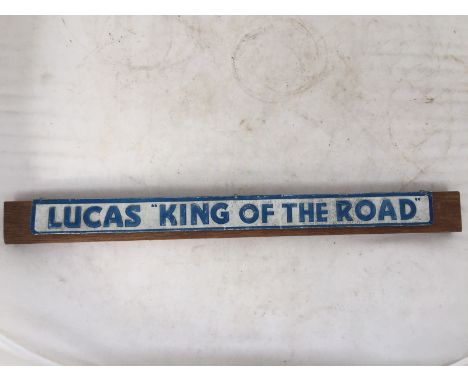 LUCAS "KING OF THE ROAD"